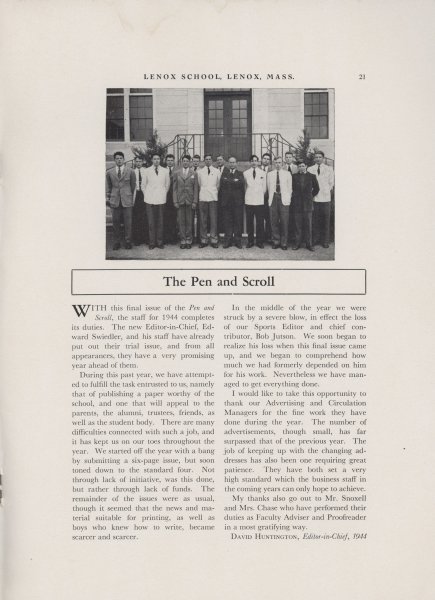 LENOX SCHOOL, LENOX, MASS.
21
The Pen and Scroll
WITH this final issue of the Pen and
Scroll, the staff for 1944 completes
its duties. The new Editor-in-Chief, Ed-
ward Swiedler, and his staff have already
put out their trial issue, and from all
appearances, they have a very promising
year ahead of them.
During this past year, we have attempt-
ed to fulfill the task entrusted to us, namely
that of publishing a paper worthy of the
school, and one that will appeal to the
parents, the alumni, trustees, friends, as
well as the student body. There are many
difficulties connected with such a job, and
it has kept us on our toes throughout the
year. We started off the year with a bang
by submitting a six-page issue, but soon
toned down to the standard four. Not
through lack of initiative, was this done,
but rather through lack of funds. The
remainder of the issues were as usual,
though it seemed that the news and ma-
terial suitable for printing, as well as
boys who knew how to write, became
scarcer and scarcer.
In the middle of the year we were
struck by a severe blow, in effect the loss
of our Sports Editor and chief con-
tributor, Bob Jutson. We soon began to
realize his loss when this final issue came
up, and we began to comprehend how
much we had formerly depended on him
for his work. Nevertheless we have man-
aged to get everything done.
I would like to take this opportunity to
thank our Advertising and Circulation
Managers for the fine work they have
done during the year. The number of
advertisements, though small, has far
surpassed that of the previous year. The
job of keeping up with the changing ad-
dresses has also been one requiring great
patience. They have both set a very
high standard which the business staff in
the coming years can only hope to achieve.
My thanks also go out to Mr. Snoxell
and Mrs. Chase who have performed their
duties as Faculty Adviser and Proofreader
in a most gratifying way.
DAVID HUNTINGTON, Editor-in-Chief, 1944